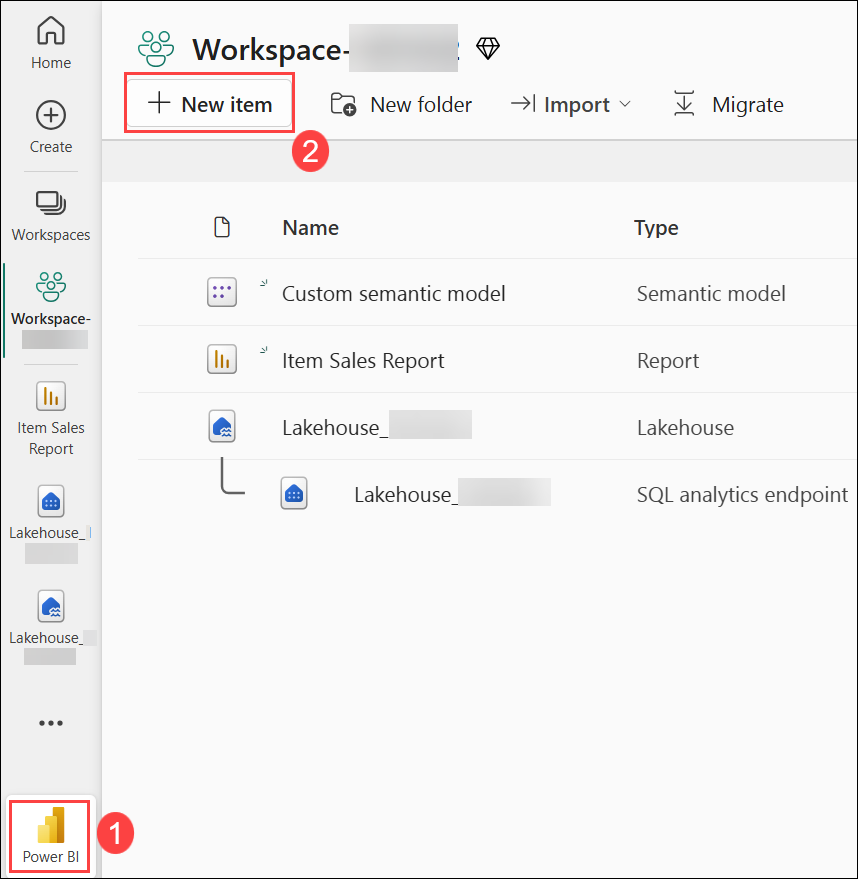 Home
Create
Workspaces
Workspace-
Item Sales
Report
Lakehouse_
Lakehouse_
Power BI
1
Workspace-
New item
New folder
Import
Migrate
2
Name Type
Custom semantic model Semantic model
Item Sales Report Report
Lakehouse_ Lakehouse
Lakehouse_ SQL analytics endpoint